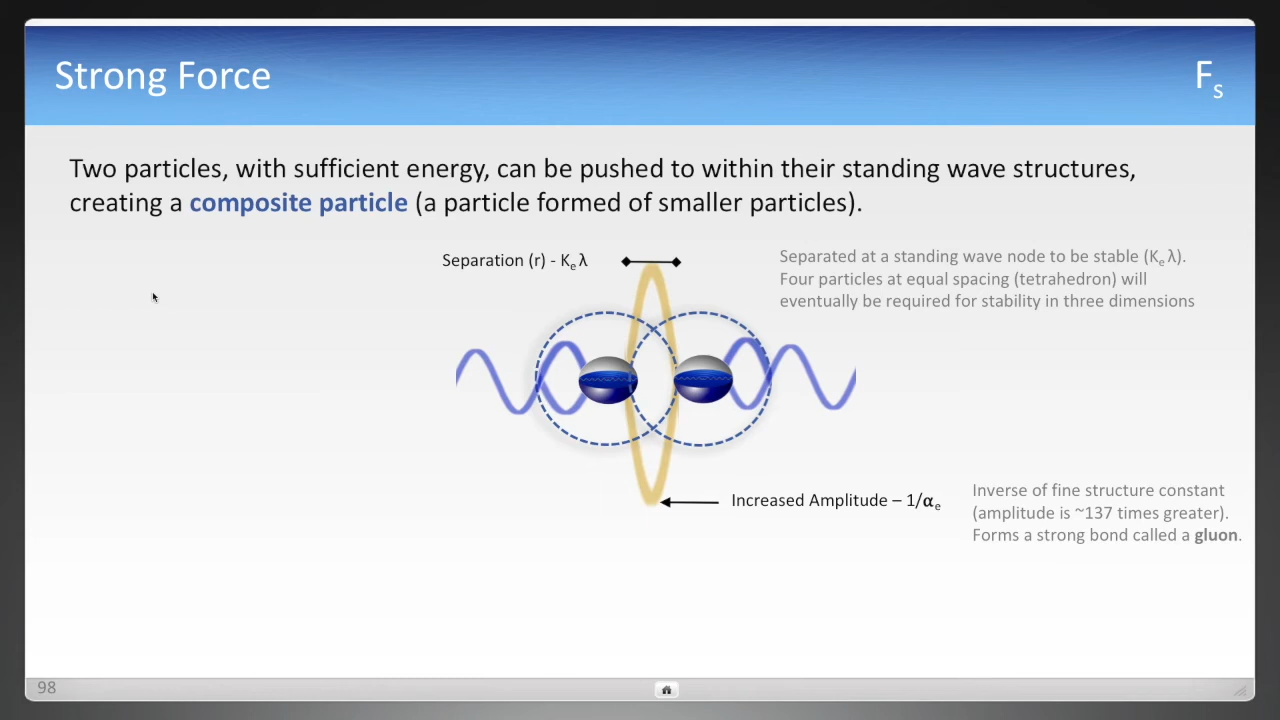 Strong Force
Fs
Two particles, with sufficient energy, can be pushed to within their standing wave structures,
creating a composite particle (a particle formed of smaller particles).
Separation (r) - Keλ
Separated at a standing wave node to be stable (Keλ).
Four particles at equal spacing (tetrahedron) will
eventually be required for stability in three dimensions
Increased Amplitude – 1/αe
Inverse of fine structure constant
(amplitude is ~137 times greater).
Forms a strong bond called a gluon.
98